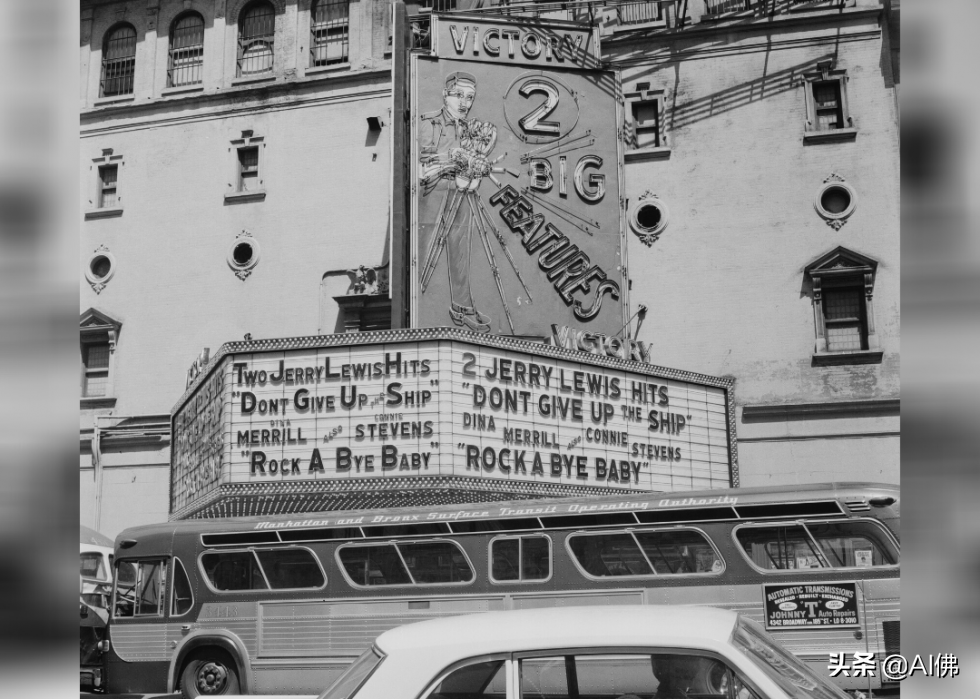 VICTORY
2
BIG
FEATURES
VICTORY
TWO JERRY LEWIS HITS
"DONT GIVE UP THE SHIP"
DINA MERRILL ALSO CONNIE STEVENS
"ROCK A BYE BABY"
2 JERRY LEWIS HITS
"DONT GIVE UP THE SHIP"
DINA MERRILL ALSO CONNIE STEVENS
"ROCK A BYE BABY"
Manhattan and Bronx Surface Transit Operating Authority
AUTOMATIC TRANSMISSIONS
JOHNNY T Auto Repairs
头条 @AI佛